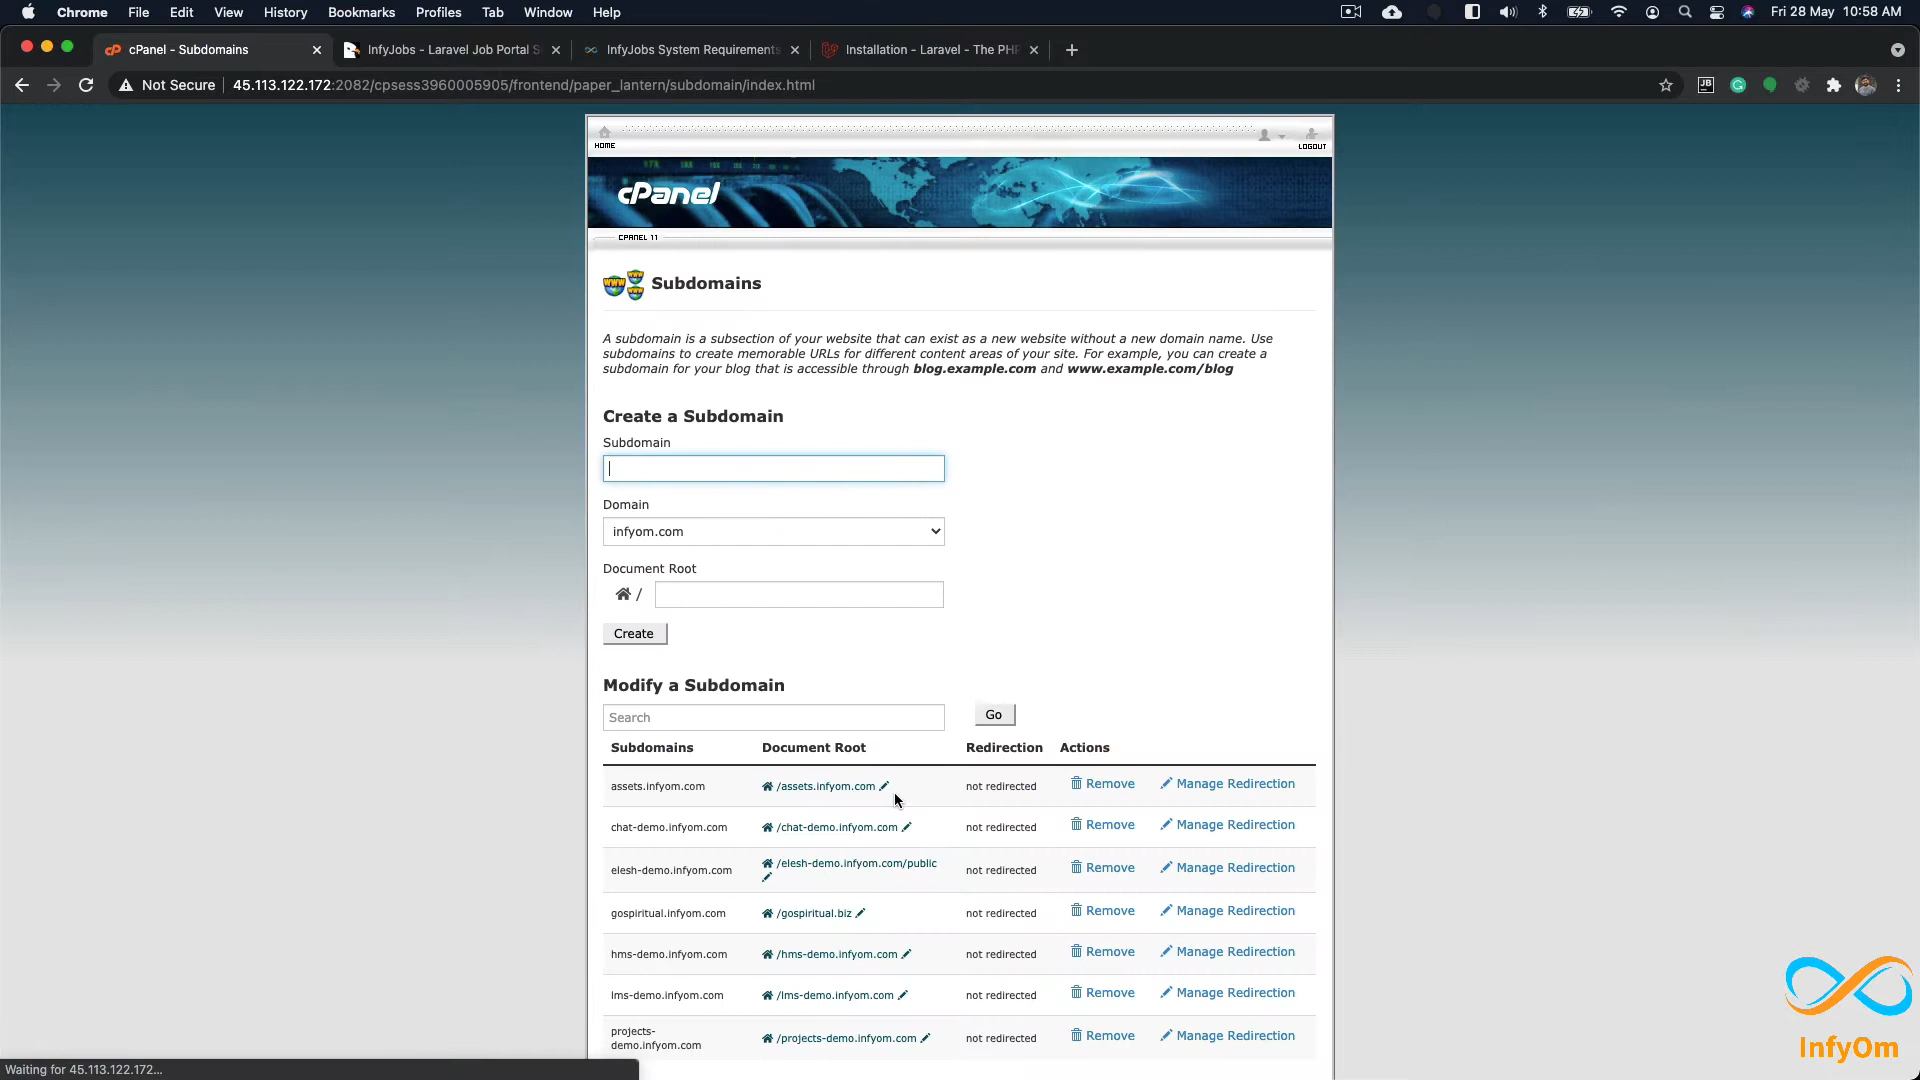 Chrome File Edit View History Bookmarks Profiles Tab Window Help Fri 28 May 10:58 AM
cPanel - Subdomains InfyJobs - Laravel Job Portal S InfyJobs System Requirements Installation - Laravel - The PHP
Not Secure 45.113.122.172:2082/cpsess3960005905/frontend/paper_lantern/subdomain/index.html
HOME LOGOUT
cPanel
CPANEL 11
Subdomains
A subdomain is a subsection of your website that can exist as a new website without a new domain name. Use
subdomains to create memorable URLs for different content areas of your site. For example, you can create a
subdomain for your blog that is accessible through blog.example.com and www.example.com/blog
Create a Subdomain
Subdomain
Domain
infyom.com
Document Root
/
Create
Modify a Subdomain
Search Go
Subdomains Document Root Redirection Actions
assets.infyom.com /assets.infyom.com not redirected Remove Manage Redirection
chat-demo.infyom.com /chat-demo.infyom.com not redirected Remove Manage Redirection
elesh-demo.infyom.com /elesh-demo.infyom.com/public not redirected Remove Manage Redirection
gospiritual.infyom.com /gospiritual.biz not redirected Remove Manage Redirection
hms-demo.infyom.com /hms-demo.infyom.com not redirected Remove Manage Redirection
lms-demo.infyom.com /lms-demo.infyom.com not redirected Remove Manage Redirection
projects-
demo.infyom.com /projects-demo.infyom.com not redirected Remove Manage Redirection
InfyOm
Waiting for 45.113.122.172...